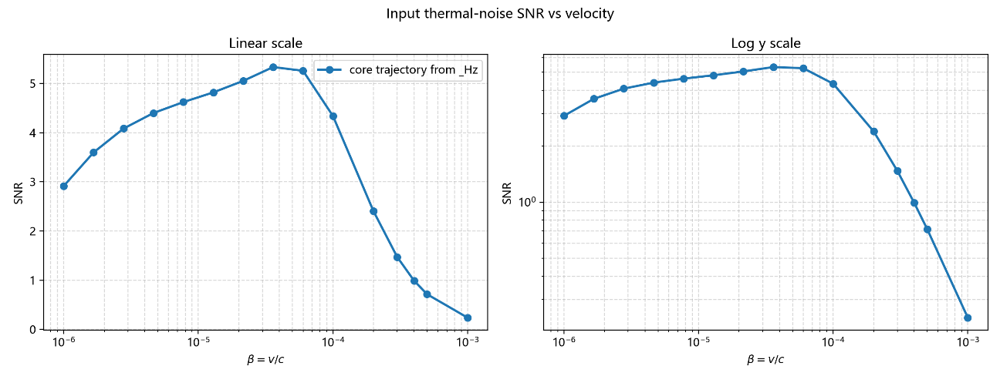 Input thermal-noise SNR vs velocity
Linear scale
core trajectory from _Hz
SNR
5
4
3
2
1
0
10⁻⁶
10⁻⁵
10⁻⁴
10⁻³
β = v/c
Log y scale
SNR
10⁰
10⁻⁶
10⁻⁵
10⁻⁴
10⁻³
β = v/c